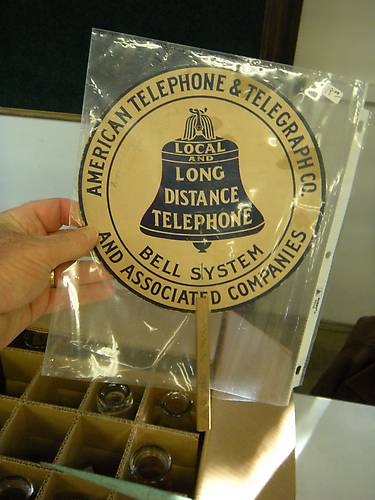 AMERICAN TELEPHONE & TELEGRAPH CO.
LOCAL
AND
LONG
DISTANCE
TELEPHONE
BELL SYSTEM
AND ASSOCIATED COMPANIES